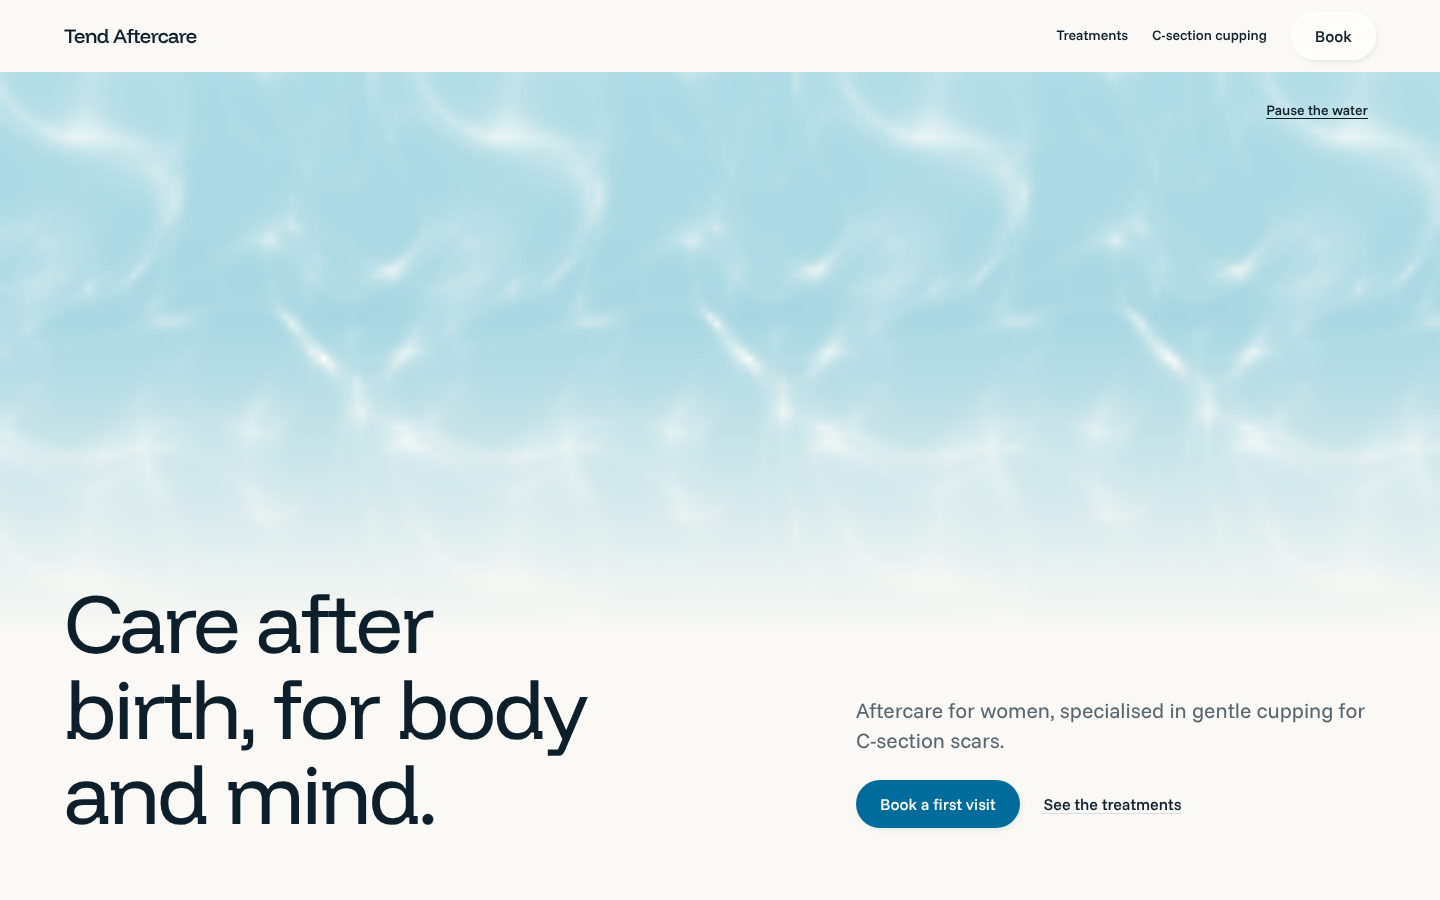 Tend Aftercare
Treatments
C-section cupping
Book
Pause the water
Care after
birth, for body
and mind.
Aftercare for women, specialised in gentle cupping for
C-section scars.
Book a first visit
See the treatments